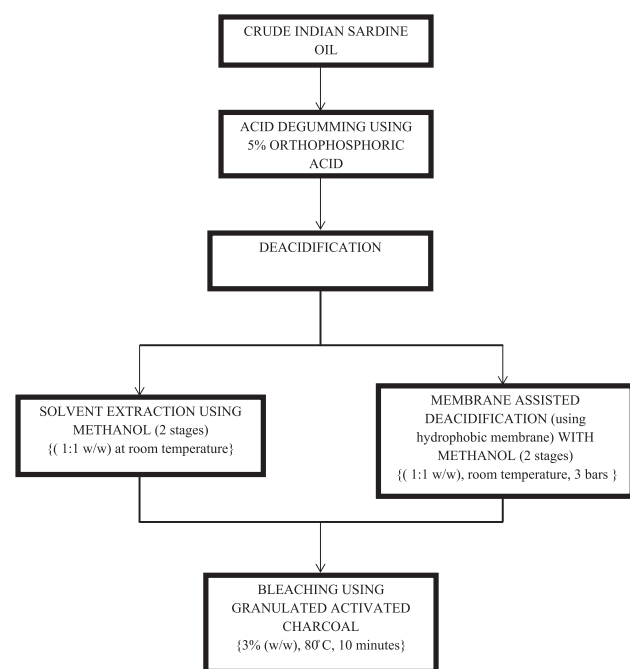 CRUDE INDIAN SARDINE
OIL
ACID DEGUMMING USING
5% ORTHOPHOSPHORIC
ACID
DEACIDIFICATION
SOLVENT EXTRACTION USING
METHANOL (2 stages)
{( 1:1 w/w) at room temperature}
MEMBRANE ASSISTED
DEACIDIFICATION (using
hydrophobic membrane) WITH
METHANOL (2 stages)
{( 1:1 w/w), room temperature, 3 bars }
BLEACHING USING
GRANULATED ACTIVATED
CHARCOAL
{3% (w/w), 80°C, 10 minutes}